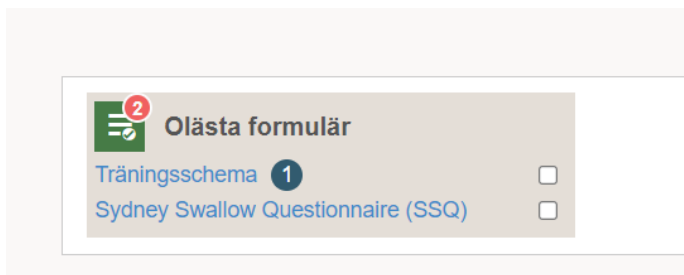 2
Olästa formulär
Träningsschema 1
Sydney Swallow Questionnaire (SSQ)